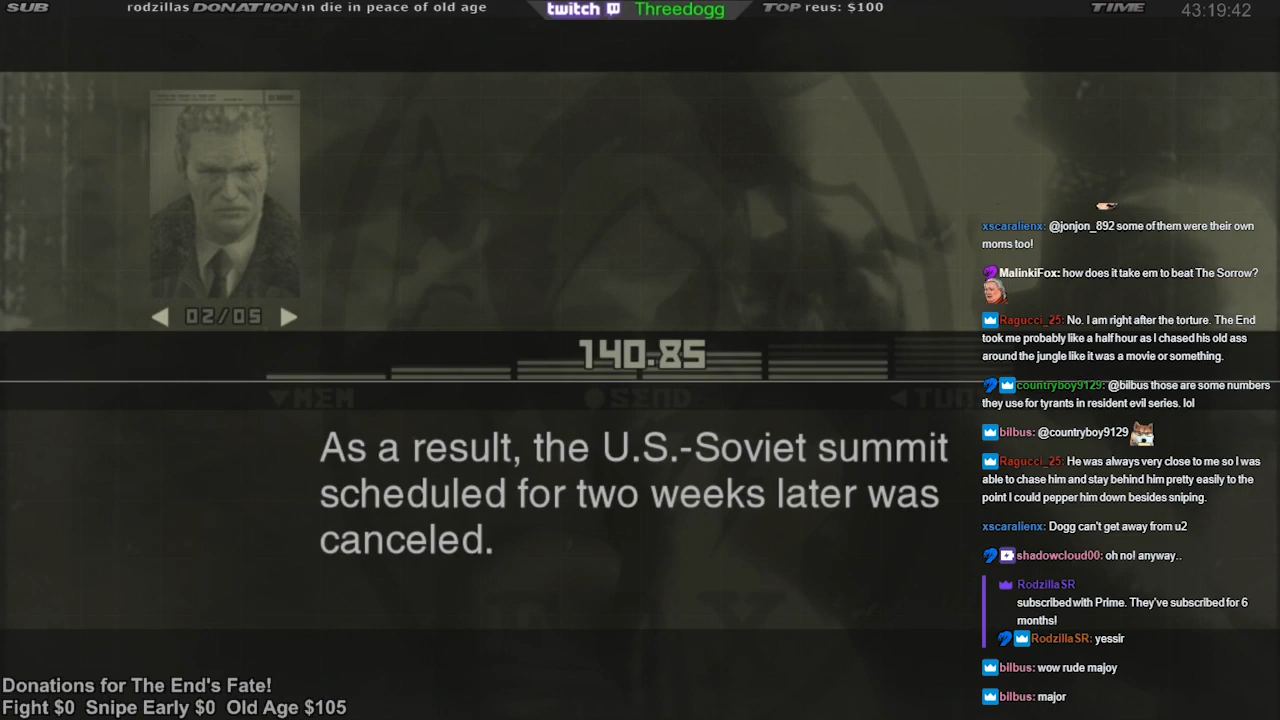 SUB rodzillas DONATION an die in peace of old age twitch Threedogg TOP reus: $100 TIME 43:19:42
02/05
140.85
MEM SEND TUN
As a result, the U.S.-Soviet summit
scheduled for two weeks later was
canceled.
xscaralienx: @jonjon_892 some of them were their own
moms too!
MalinkiFox: how does it take em to beat The Sorrow?
Ragucci_25: No. I am right after the torture. The End
took me probably like a half hour as I chased his old ass
around the jungle like it was a movie or something.
countryboy9129: @bilbus those are some numbers
they use for tyrants in resident evil series. lol
bilbus: @countryboy9129
Ragucci_25: He was always very close to me so I was
able to chase him and stay behind him pretty easily to the
point I could pepper him down besides sniping.
xscaralienx: Dogg can't get away from u2
shadowcloud00: oh no! anyway..
RodzillaSR
subscribed with Prime. They've subscribed for 6
months!
RodzillaSR: yessir
bilbus: wow rude majoy
bilbus: major
Donations for The End's Fate!
Fight $0 Snipe Early $0 Old Age $105